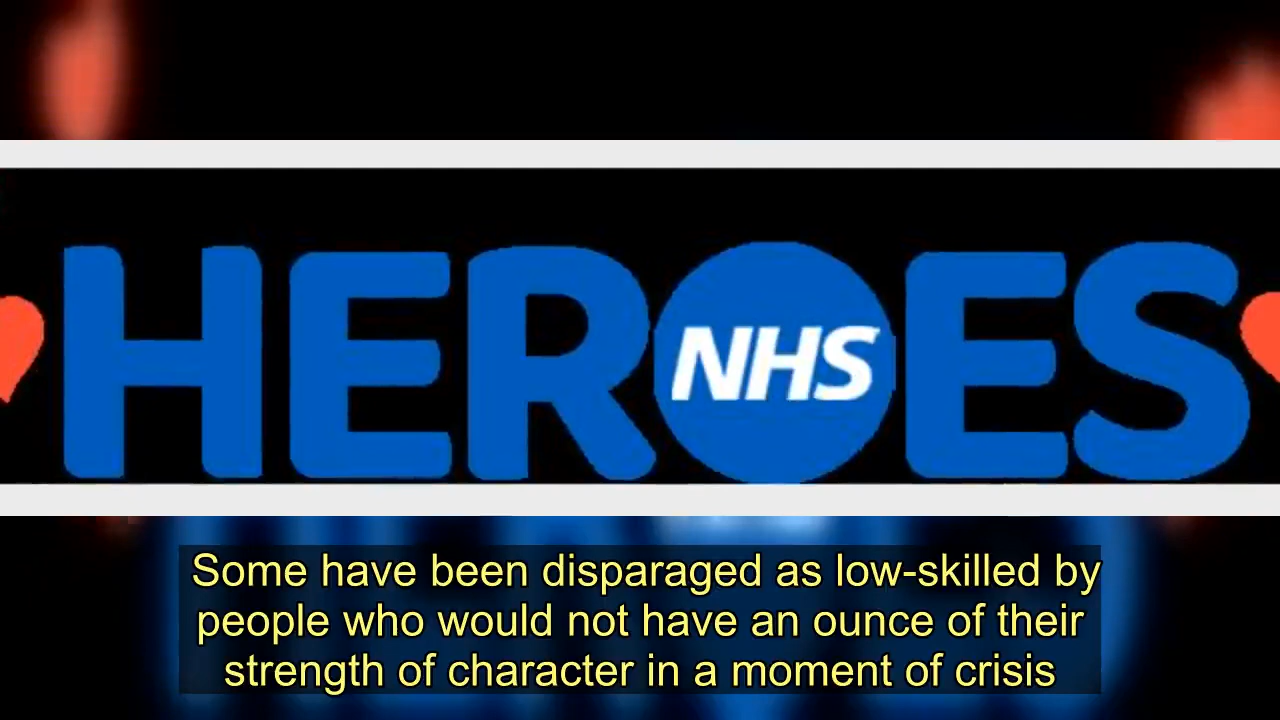 HEROES
NHS
Some have been disparaged as low-skilled by
people who would not have an ounce of their
strength of character in a moment of crisis